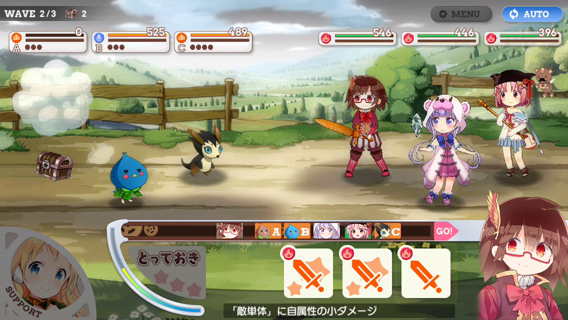 WAVE 2/3 2
MENU
AUTO
0
A
525
B
489
C
546
446
396
A B C GO!
とっておき
SUPPORT
「敵単体」に自属性の小ダメージ